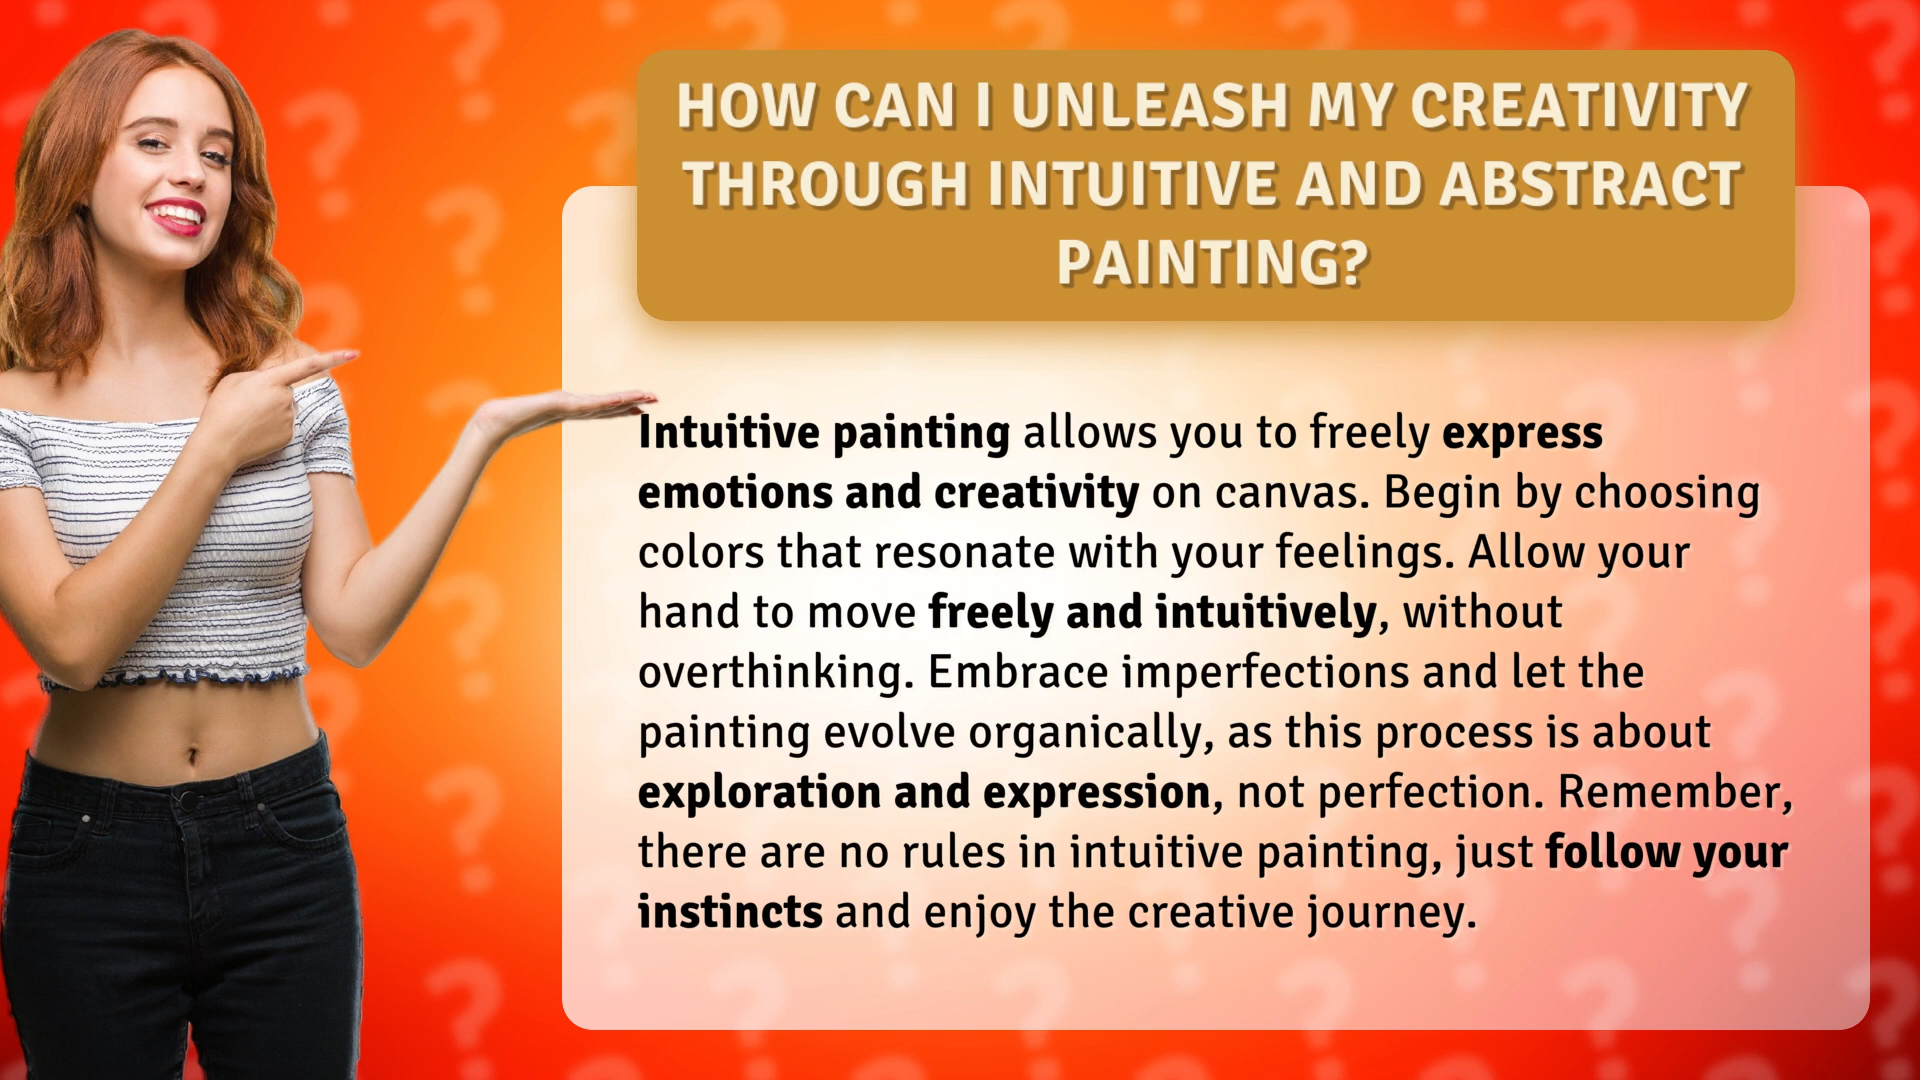 HOW CAN I UNLEASH MY CREATIVITY
THROUGH INTUITIVE AND ABSTRACT
PAINTING?
Intuitive painting allows you to freely express
emotions and creativity on canvas. Begin by choosing
colors that resonate with your feelings. Allow your
hand to move freely and intuitively, without
overthinking. Embrace imperfections and let the
painting evolve organically, as this process is about
exploration and expression, not perfection. Remember,
there are no rules in intuitive painting, just follow your
instincts and enjoy the creative journey.